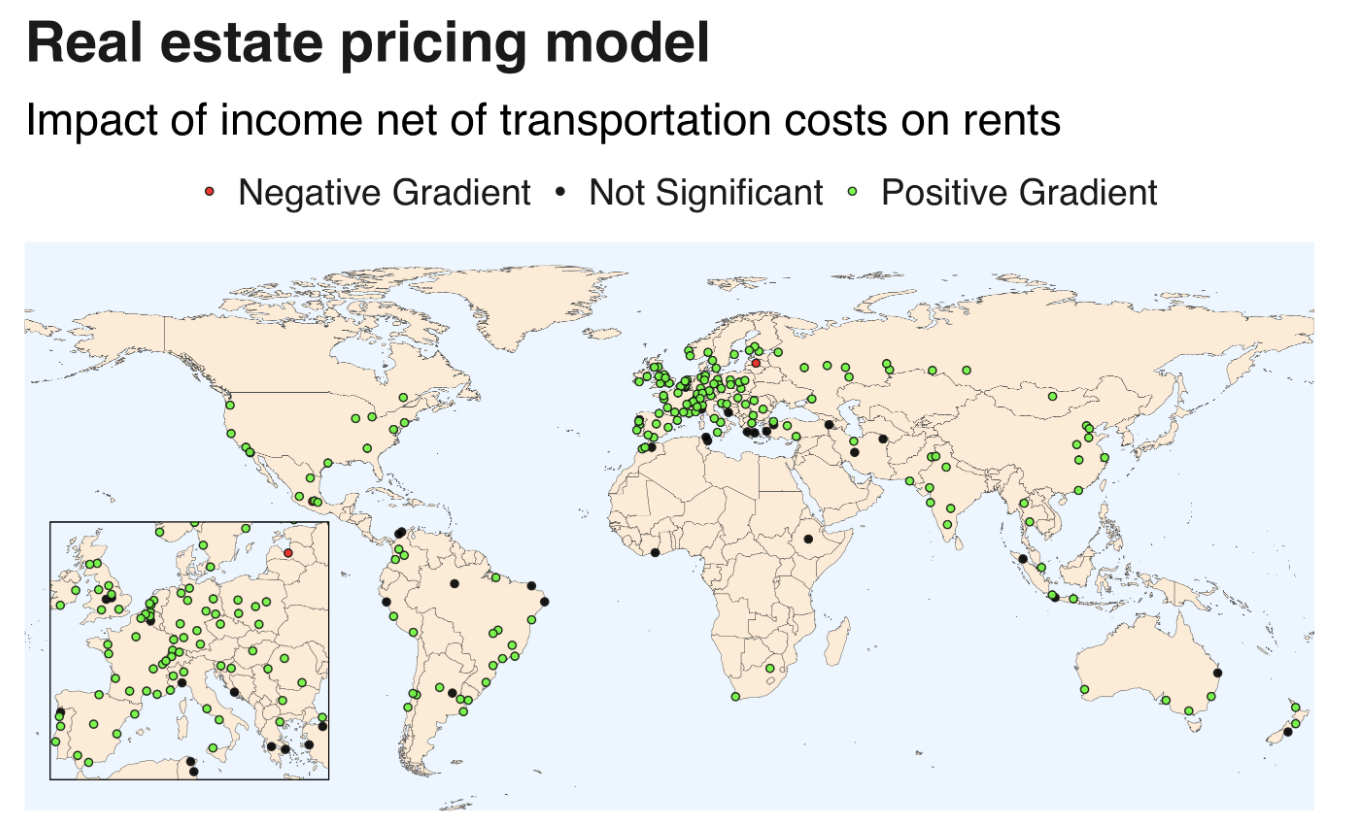 Real estate pricing model
Impact of income net of transportation costs on rents
Negative Gradient Not Significant Positive Gradient